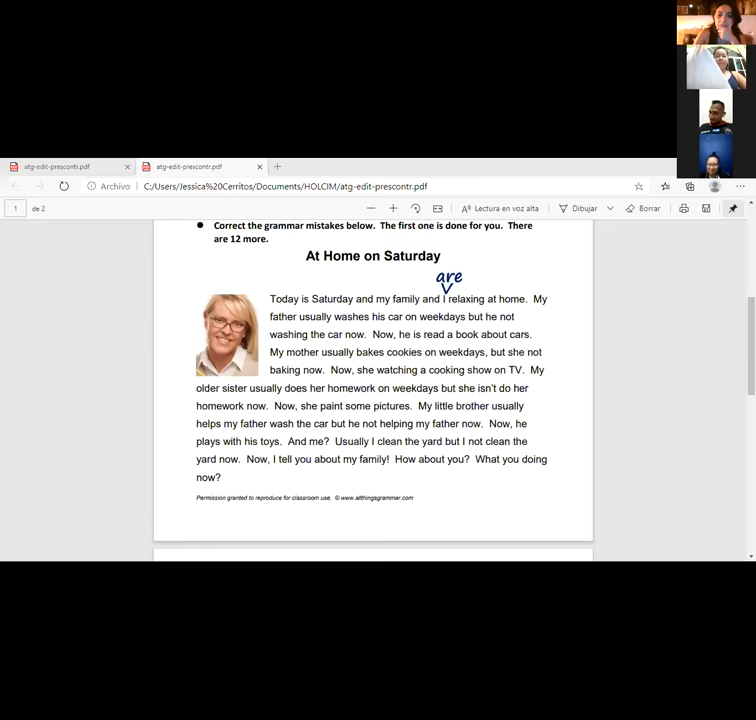 atg-edit-prescontr.pdf
atg-edit-prescontr.pdf
Archivo C:/Users/Jessica%20Cerritos/Documents/HOLCIM/atg-edit-prescontr.pdf
1 de 2 Lectura en voz alta Dibujar Borrar
Correct the grammar mistakes below. The first one is done for you. There
are 12 more.
At Home on Saturday
are
Today is Saturday and my family and I relaxing at home. My
father usually washes his car on weekdays but he not
washing the car now. Now, he is read a book about cars.
My mother usually bakes cookies on weekdays, but she not
baking now. Now, she watching a cooking show on TV. My
older sister usually does her homework on weekdays but she isn't do her
homework now. Now, she paint some pictures. My little brother usually
helps my father wash the car but he not helping my father now. Now, he
plays with his toys. And me? Usually I clean the yard but I not clean the
yard now. Now, I tell you about my family! How about you? What you doing
now?
Permission granted to reproduce for classroom use. © www.allthingsgrammar.com